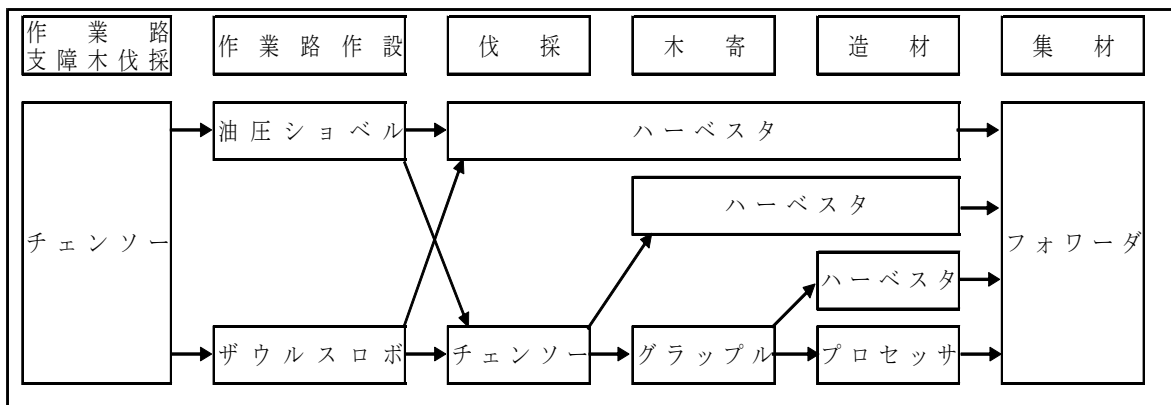 作業路
支障木伐採
作業路作設
伐採
木寄
造材
集材
チェンソー
油圧ショベル
ハーベスタ
ハーベスタ
ハーベスタ
フォワーダ
ザウルスロボ
チェンソー
グラップル
プロセッサ